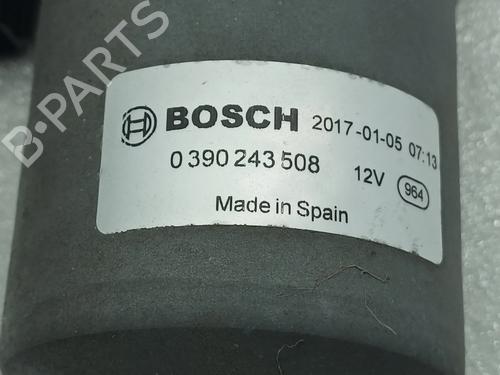 BOSCH 2017-01-05 07:13
0 390 243 508 12V 964
Made in Spain
B-PARTS